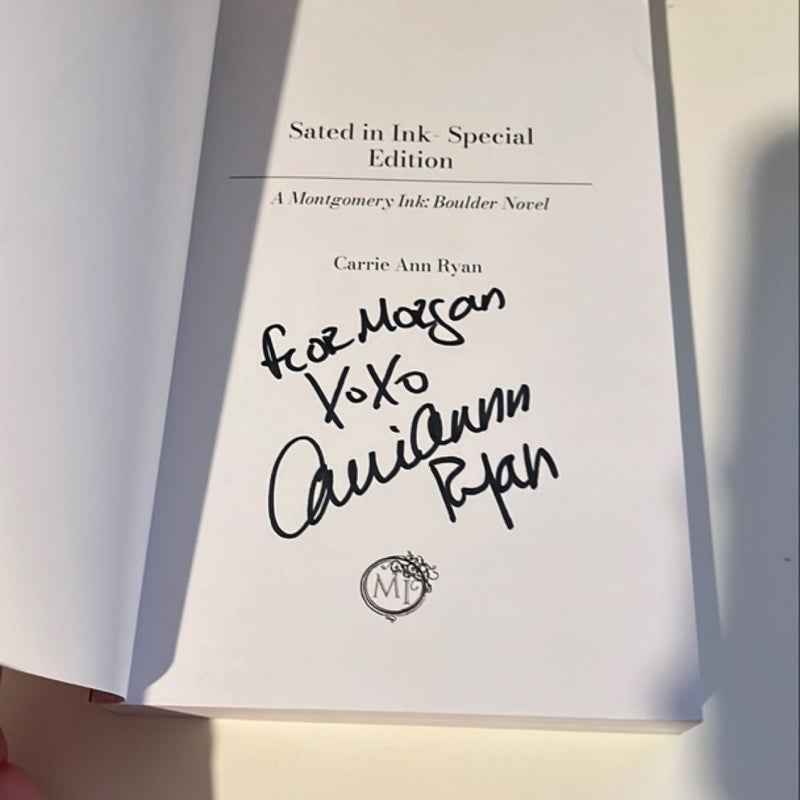 Sated in Ink- Special
Edition
A Montgomery Ink: Boulder Novel
Carrie Ann Ryan
For Morgan
XoXo
Carrie Ann
Ryan
MI